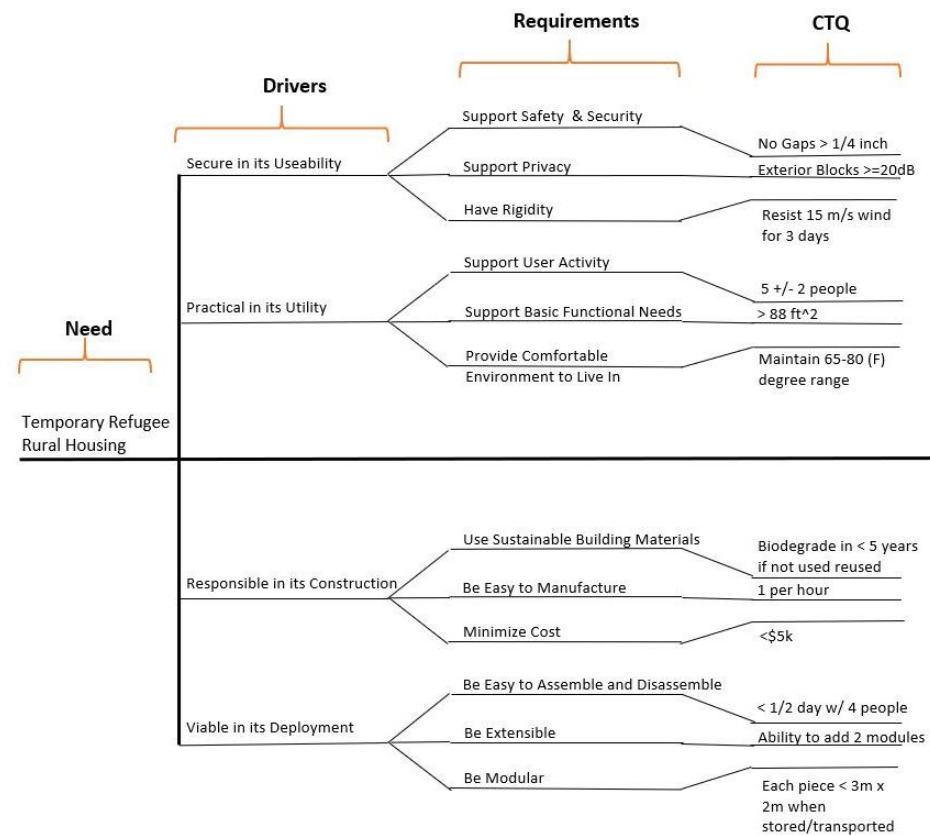 Requirements
CTQ
Drivers
Support Safety & Security
No Gaps > 1/4 inch
Secure in its Useability
Support Privacy
Exterior Blocks >=20dB
Have Rigidity
Resist 15 m/s wind
for 3 days
Support User Activity
5 +/- 2 people
Practical in its Utility
Support Basic Functional Needs
> 88 ft^2
Need
Provide Comfortable
Environment to Live In
Maintain 65-80 (F)
degree range
Temporary Refugee
Rural Housing
Use Sustainable Building Materials
Biodegrade in < 5 years
if not used reused
Responsible in its Construction
Be Easy to Manufacture
1 per hour
Minimize Cost
<$5k
Be Easy to Assemble and Disassemble
< 1/2 day w/ 4 people
Viable in its Deployment
Be Extensible
Ability to add 2 modules
Be Modular
Each piece < 3m x
2m when
stored/transported